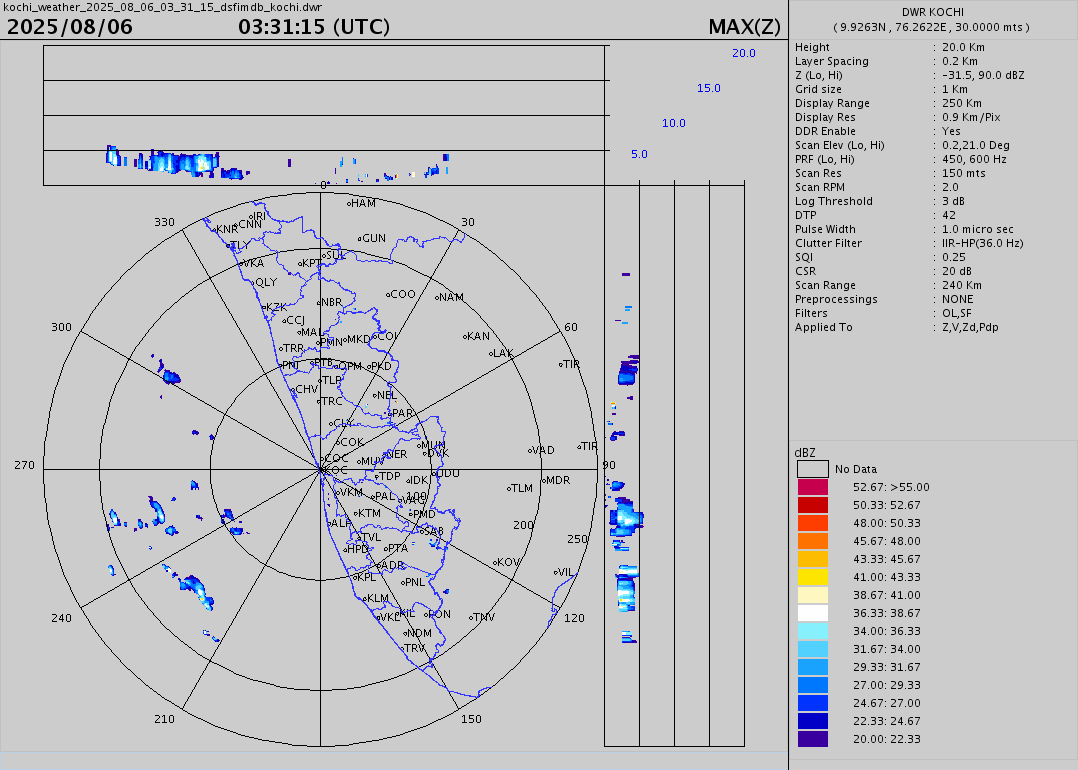 kochi_weather_2025_08_06_03_31_15_dsfimdb_kochi.dwr
2025/08/06 03:31:15 (UTC) MAX(Z)
20.0
15.0
10.0
5.0
0
DWR KOCHI
( 9.9263N , 76.2622E , 30.0000 mts )
Height : 20.0 Km
Layer Spacing : 0.2 Km
Z (Lo, Hi) : -31.5, 90.0 dBZ
Grid size : 1 Km
Display Range : 250 Km
Display Res : 0.9 Km/Pix
DDR Enable : Yes
Scan Elev (Lo, Hi) : 0.2,21.0 Deg
PRF (Lo, Hi) : 450, 600 Hz
Scan Res : 150 mts
Scan RPM : 2.0
Log Threshold : 3 dB
DTP : 42
Pulse Width : 1.0 micro sec
Clutter Filter : IIR-HP(36.0 Hz)
SQI : 0.25
CSR : 20 dB
Scan Range : 240 Km
Preprocessings : NONE
Filters : OL,SF
Applied To : Z,V,Zd,Pdp
HAM
IRI
330 CNN 30
KNR
GUN
TLY
SUL
VKA KPT
QLY
COO NAM
NBR
KZK
CCJ
300 60
MAL
KAN
PMN MKD COI
TRR LAK
PNI PTB OPM PKD TIR
TLP
CHV NEL
TRC
PAR
CLY
COK
MUN TIR
VAD
NER DVK
COC MUV
270 KOC 90
UDU
TDP IDK MDR
TLM
VKM PAL 100
VAG
KTM PMD
ALP 200
SAB
TVL 250
HPD PTA
KOV
ADR
VIL
KPL PNL
KLM
KIL PON
240 VKL TNV 120
NDM
TRV
210 150
dBZ
No Data
52.67: >55.00
50.33: 52.67
48.00: 50.33
45.67: 48.00
43.33: 45.67
41.00: 43.33
38.67: 41.00
36.33: 38.67
34.00: 36.33
31.67: 34.00
29.33: 31.67
27.00: 29.33
24.67: 27.00
22.33: 24.67
20.00: 22.33